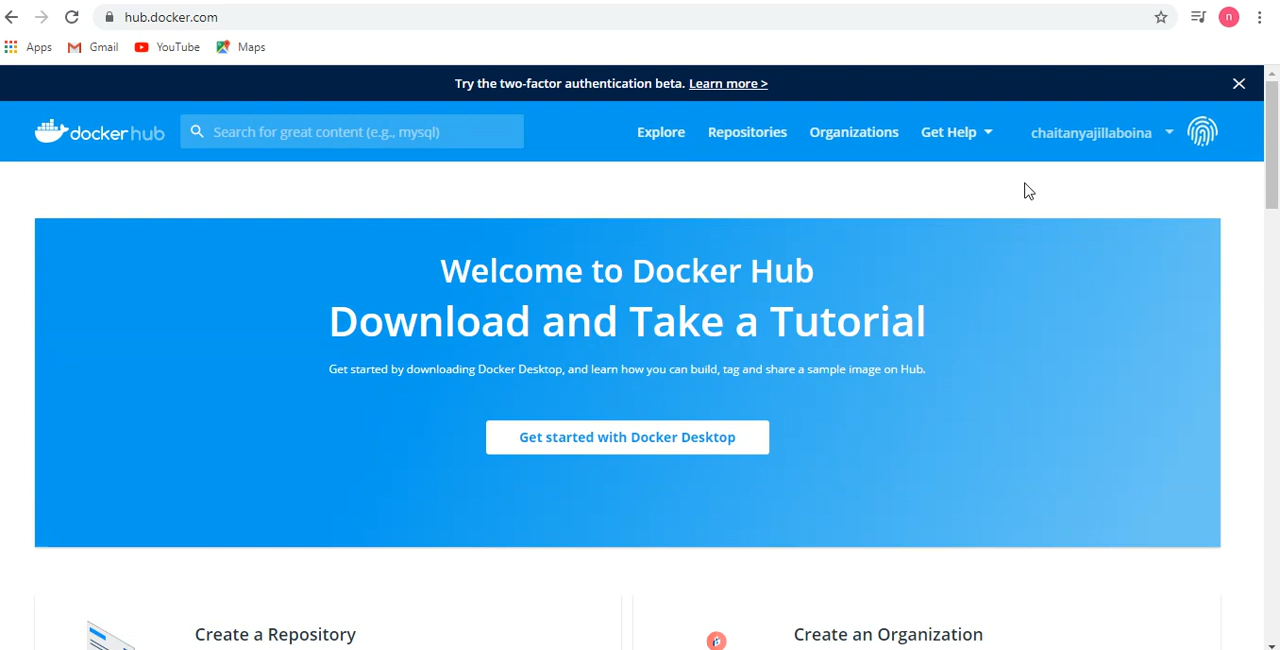 hub.docker.com
n
Apps Gmail YouTube Maps
Try the two-factor authentication beta. Learn more >
docker hub Search for great content (e.g., mysql) Explore Repositories Organizations Get Help chaitanyajillaboina
Welcome to Docker Hub
Download and Take a Tutorial
Get started by downloading Docker Desktop, and learn how you can build, tag and share a sample image on Hub.
Get started with Docker Desktop
Create a Repository
Create an Organization